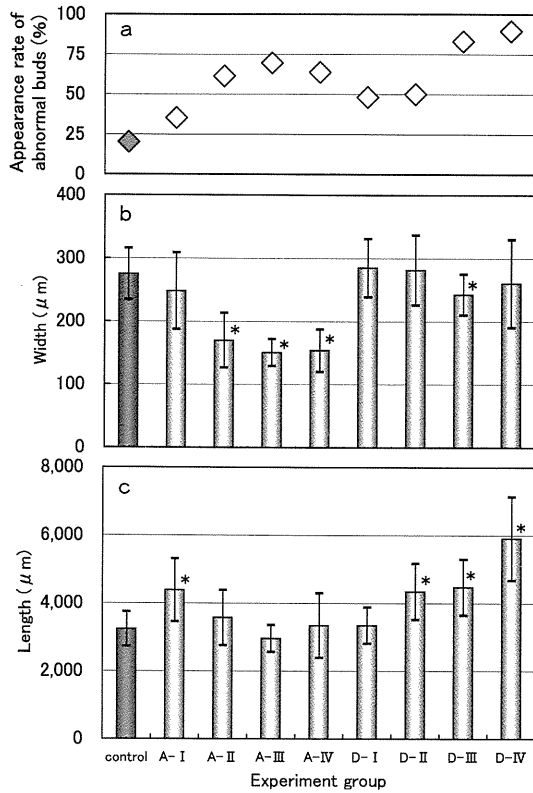 Appearance rate of
abnormal buds (%)
100
75
50
25
0
a
Width (μm)
400
300
200
100
0
b
*
*
*
*
Length (μm)
8,000
6,000
4,000
2,000
0
c
*
*
*
*
control A-Ⅰ A-Ⅱ A-Ⅲ A-Ⅳ D-Ⅰ D-Ⅱ D-Ⅲ D-Ⅳ
Experiment group